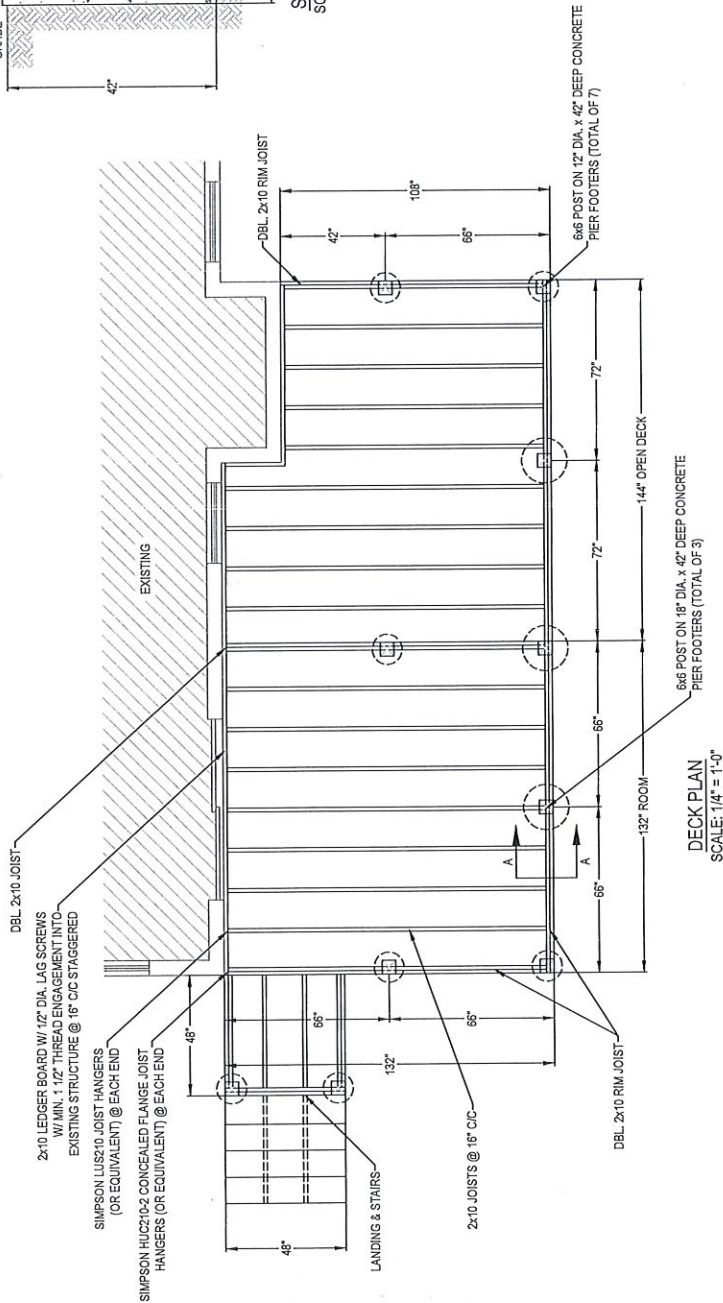 GRADE
42"
S
SC
2x10 LEDGER BOARD W/ 1/2" DIA. LAG SCREWS
W/ MIN. 1 1/2" THREAD ENGAGEMENT INTO
EXISTING STRUCTURE @ 16" C/C STAGGERED
DBL 2x10 JOIST
SIMPSON LUS210 JOIST HANGERS
(OR EQUIVALENT) @ EACH END
SIMPSON HUC210-2 CONCEALED FLANGE JOIST
HANGERS (OR EQUIVALENT) @ EACH END
EXISTING
DBL. 2x10 RIM JOIST
42"
66"
108"
48"
48"
66"
66"
132"
LANDING & STAIRS
2x10 JOISTS @ 16" C/C
DBL 2x10 RIM JOIST
A
A
66"
66"
72"
72"
132" ROOM
144" OPEN DECK
6x6 POST ON 12" DIA. x 42" DEEP CONCRETE
PIER FOOTERS (TOTAL OF 7)
6x6 POST ON 18" DIA. x 42" DEEP CONCRETE
PIER FOOTERS (TOTAL OF 3)
DECK PLAN
SCALE: 1/4" = 1'-0"